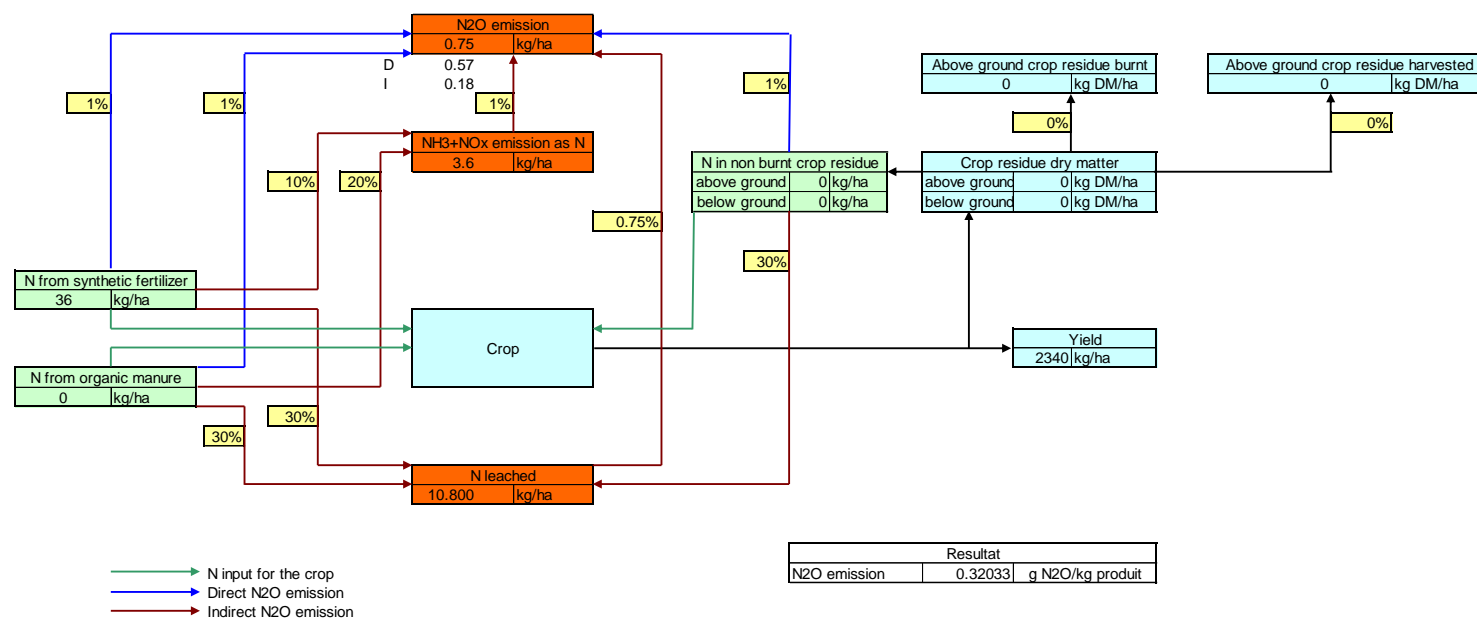 N2O emission
0.75 kg/ha
D 0.57
I 0.18
Above ground crop residue burnt
0 kg DM/ha
Above ground crop residue harvested
0 kg DM/ha
1%
1%
1%
1%
0%
0%
NH3+NOx emission as N
3.6 kg/ha
N in non burnt crop residue
above ground 0 kg/ha
below ground 0 kg/ha
Crop residue dry matter
above ground 0 kg DM/ha
below ground 0 kg DM/ha
10%
20%
0.75%
30%
N from synthetic fertilizer
36 kg/ha
Crop
Yield
2340 kg/ha
N from organic manure
0 kg/ha
30%
30%
N leached
10.800 kg/ha
Resultat
N2O emission 0.32033 g N2O/kg produit
N input for the crop
Direct N2O emission
Indirect N2O emission